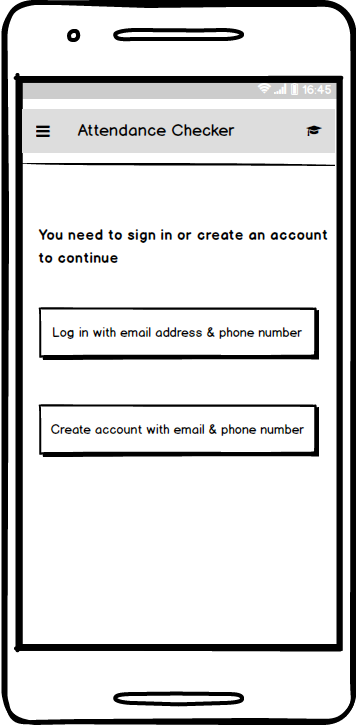 16:45
Attendance Checker
You need to sign in or create an account
to continue
Log in with email address & phone number
Create account with email & phone number